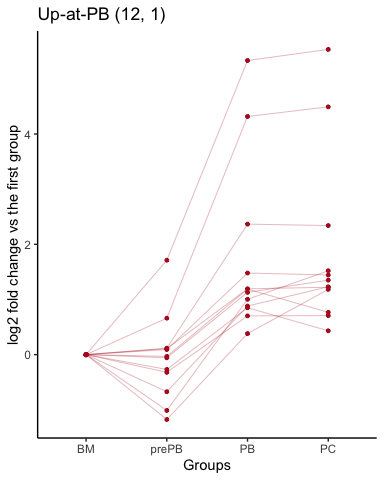 Up-at-PB (12, 1)
log2 fold change vs the first group
4
2
0
BM prePB PB PC
Groups